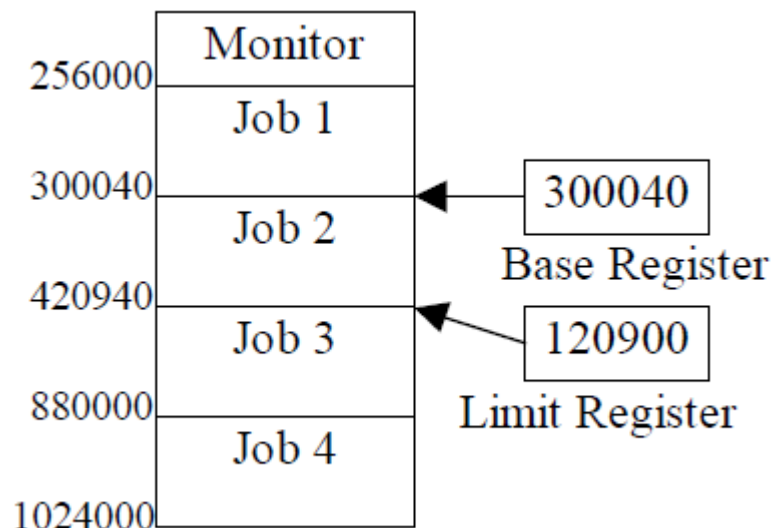 Monitor
256000
Job 1
300040
300040
Job 2
Base Register
420940
Job 3
120900
Limit Register
880000
Job 4
1024000